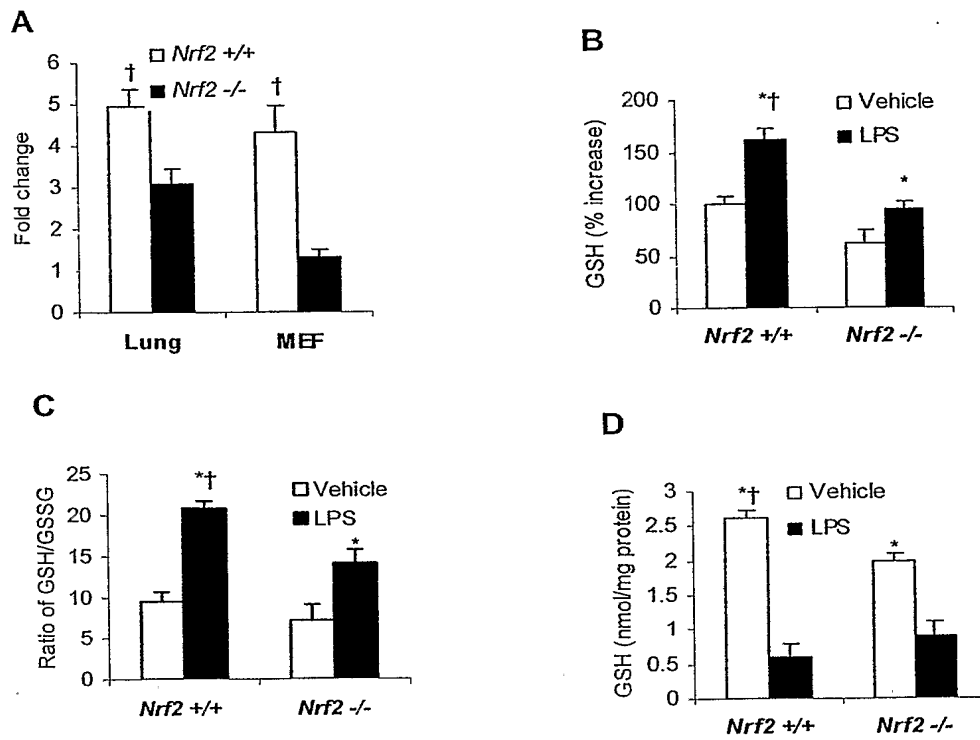 A
Nrf2 +/+
Nrf2 -/-
Fold change
6
5
4
3
2
1
0
†
†
Lung
MEF
B
Vehicle
LPS
GSH (% increase)
200
150
100
50
0
*†
*
Nrf2 +/+
Nrf2 -/-
C
Vehicle
LPS
Ratio of GSH/GSSG
25
20
15
10
5
0
*†
*
Nrf2 +/+
Nrf2 -/-
D
Vehicle
LPS
GSH (nmol/mg protein)
3
2.5
2
1.5
1
0.5
0
*†
*
Nrf2 +/+
Nrf2 -/-